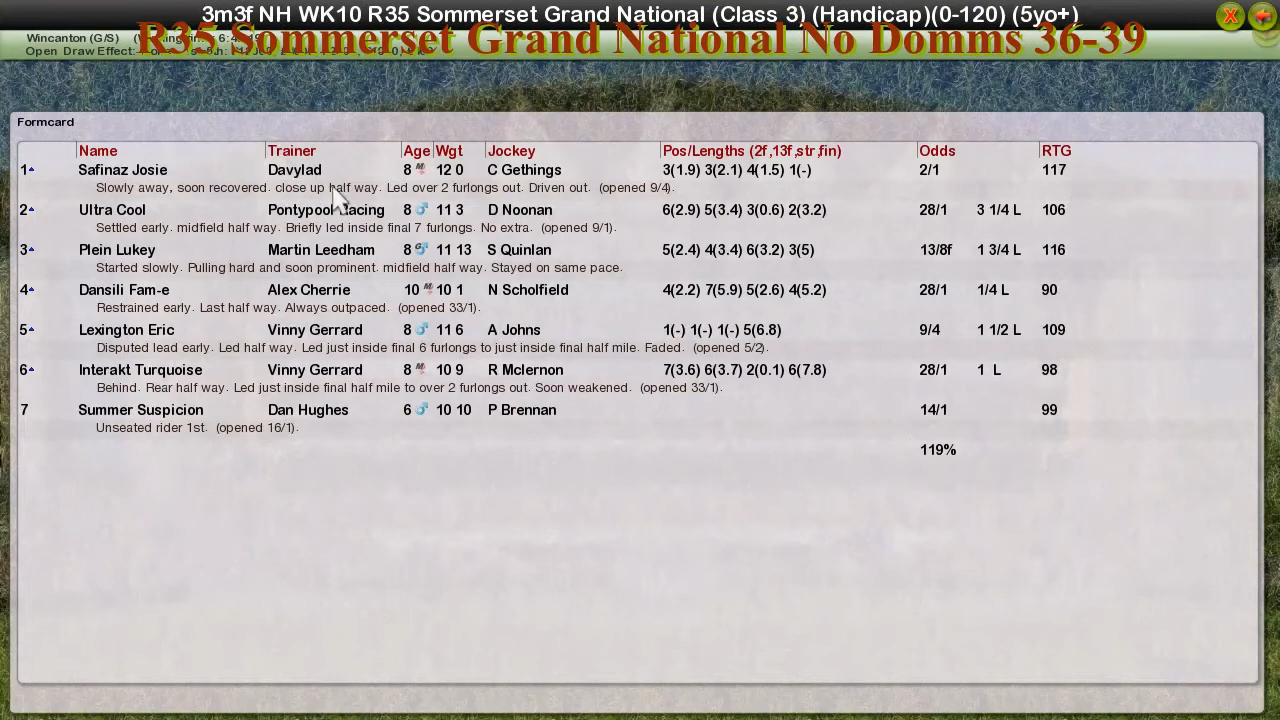 3m3f NH WK10 R35 Sommerset Grand National (Class 3) (Handicap)(0-120) (5yo+)
R35 Sommerset Grand National No Domms 36-39
Wincanton (G/S)
Open Draw Effect:
Formcard
Name Trainer Age Wgt Jockey Pos/Lengths (2f,13f,str,fin) Odds RTG
1 Safinaz Josie Davylad 8 12 0 C Gethings 3(1.9) 3(2.1) 4(1.5) 1(-) 2/1 117
Slowly away, soon recovered. close up half way. Led over 2 furlongs out. Driven out. (opened 9/4).
2 Ultra Cool Pontypool Racing 8 11 3 D Noonan 6(2.9) 5(3.4) 3(0.6) 2(3.2) 28/1 3 1/4 L 106
Settled early. midfield half way. Briefly led inside final 7 furlongs. No extra. (opened 9/1).
3 Plein Lukey Martin Leedham 8 11 13 S Quinlan 5(2.4) 4(3.4) 6(3.2) 3(5) 13/8f 1 3/4 L 116
Started slowly. Pulling hard and soon prominent. midfield half way. Stayed on same pace.
4 Dansili Fam-e Alex Cherrie 10 10 1 N Scholfield 4(2.2) 7(5.9) 5(2.6) 4(5.2) 28/1 1/4 L 90
Restrained early. Last half way. Always outpaced. (opened 33/1).
5 Lexington Eric Vinny Gerrard 8 11 6 A Johns 1(-) 1(-) 1(-) 5(6.8) 9/4 1 1/2 L 109
Disputed lead early. Led half way. Led just inside final 6 furlongs to just inside final half mile. Faded. (opened 5/2).
6 Interakt Turquoise Vinny Gerrard 8 10 9 R Mclernon 7(3.6) 6(3.7) 2(0.1) 6(7.8) 28/1 1 L 98
Behind. Rear half way. Led just inside final half mile to over 2 furlongs out. Soon weakened. (opened 33/1).
7 Summer Suspicion Dan Hughes 6 10 10 P Brennan 14/1 99
Unseated rider 1st. (opened 16/1).
119%